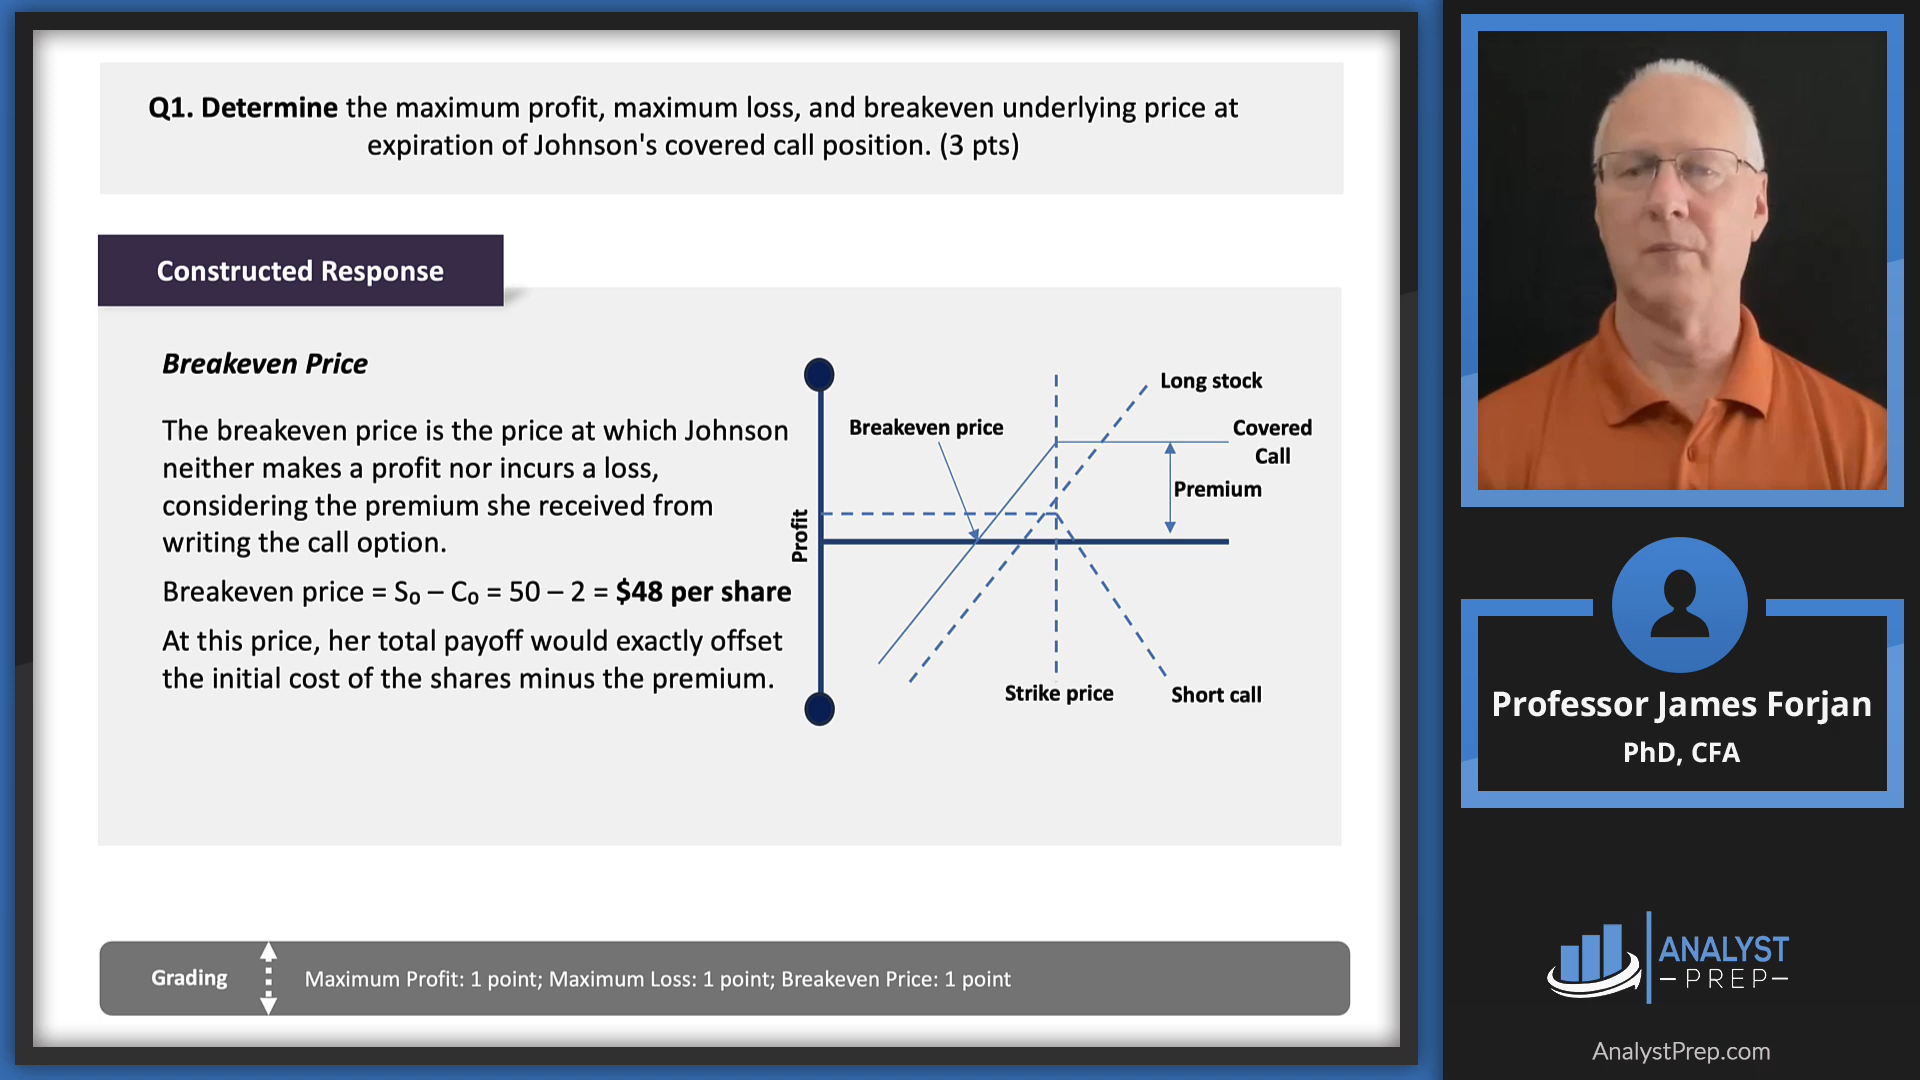 Q1. Determine the maximum profit, maximum loss, and breakeven underlying price at
expiration of Johnson's covered call position. (3 pts)
Constructed Response
Breakeven Price
The breakeven price is the price at which Johnson
neither makes a profit nor incurs a loss,
considering the premium she received from
writing the call option.
Breakeven price = S₀ – C₀ = 50 – 2 = $48 per share
At this price, her total payoff would exactly offset
the initial cost of the shares minus the premium.
Profit
Breakeven price
Long stock
Covered
Call
Premium
Strike price
Short call
Grading
Maximum Profit: 1 point; Maximum Loss: 1 point; Breakeven Price: 1 point
Professor James Forjan
PhD, CFA
ANALYST
PREP
AnalystPrep.com